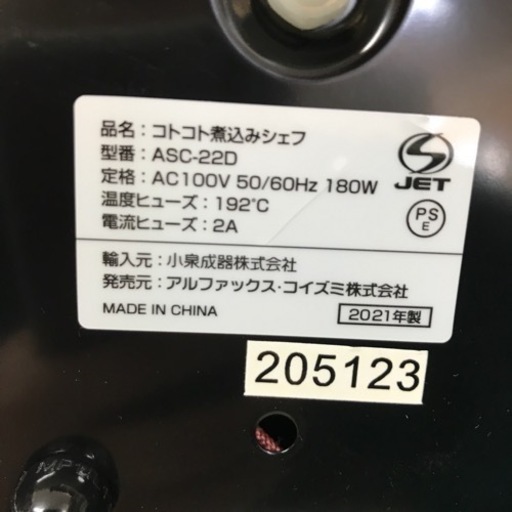 品名：コトコト煮込みシェフ
型番：ASC-22D
定格：AC100V 50/60Hz 180W
温度ヒューズ：192℃
電流ヒューズ：2A
JET
PS
E
輸入元：小泉成器株式会社
発売元：アルファックス・コイズミ株式会社
MADE IN CHINA
2021年製
205123